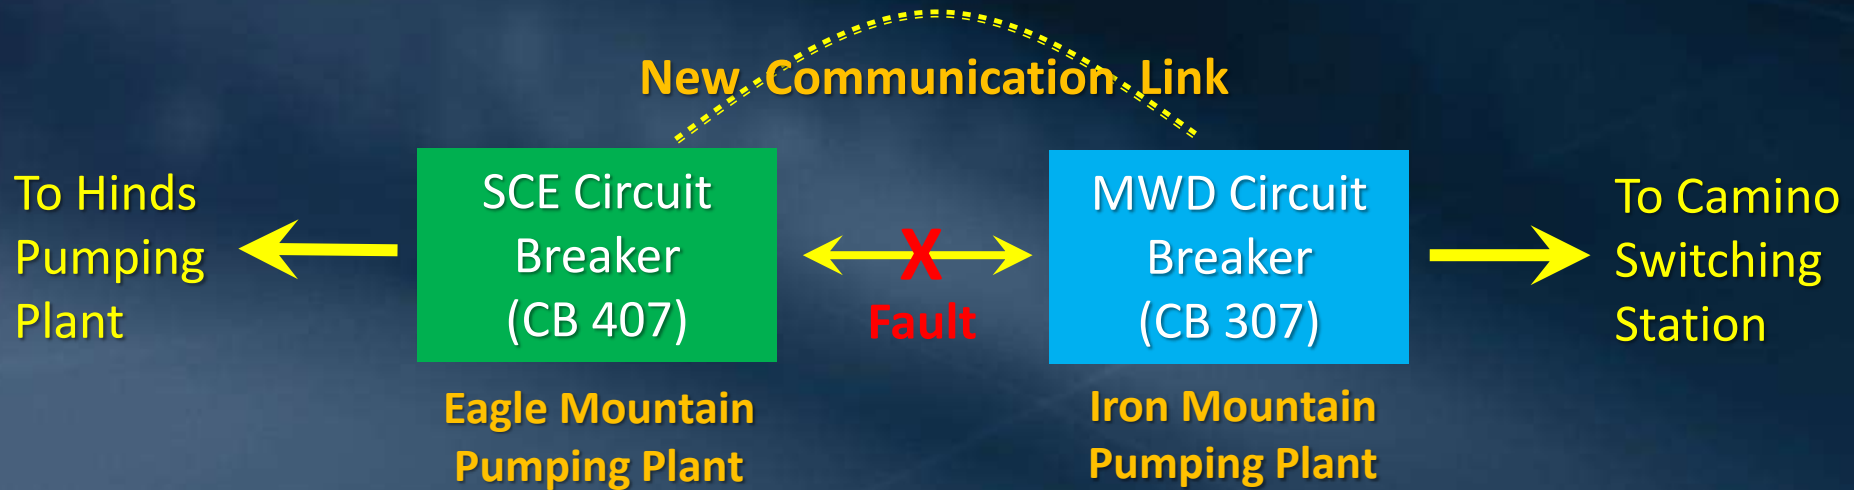 New Communication Link
To Hinds
Pumping
Plant
SCE Circuit
Breaker
(CB 407)
X
Fault
MWD Circuit
Breaker
(CB 307)
To Camino
Switching
Station
Eagle Mountain
Pumping Plant
Iron Mountain
Pumping Plant